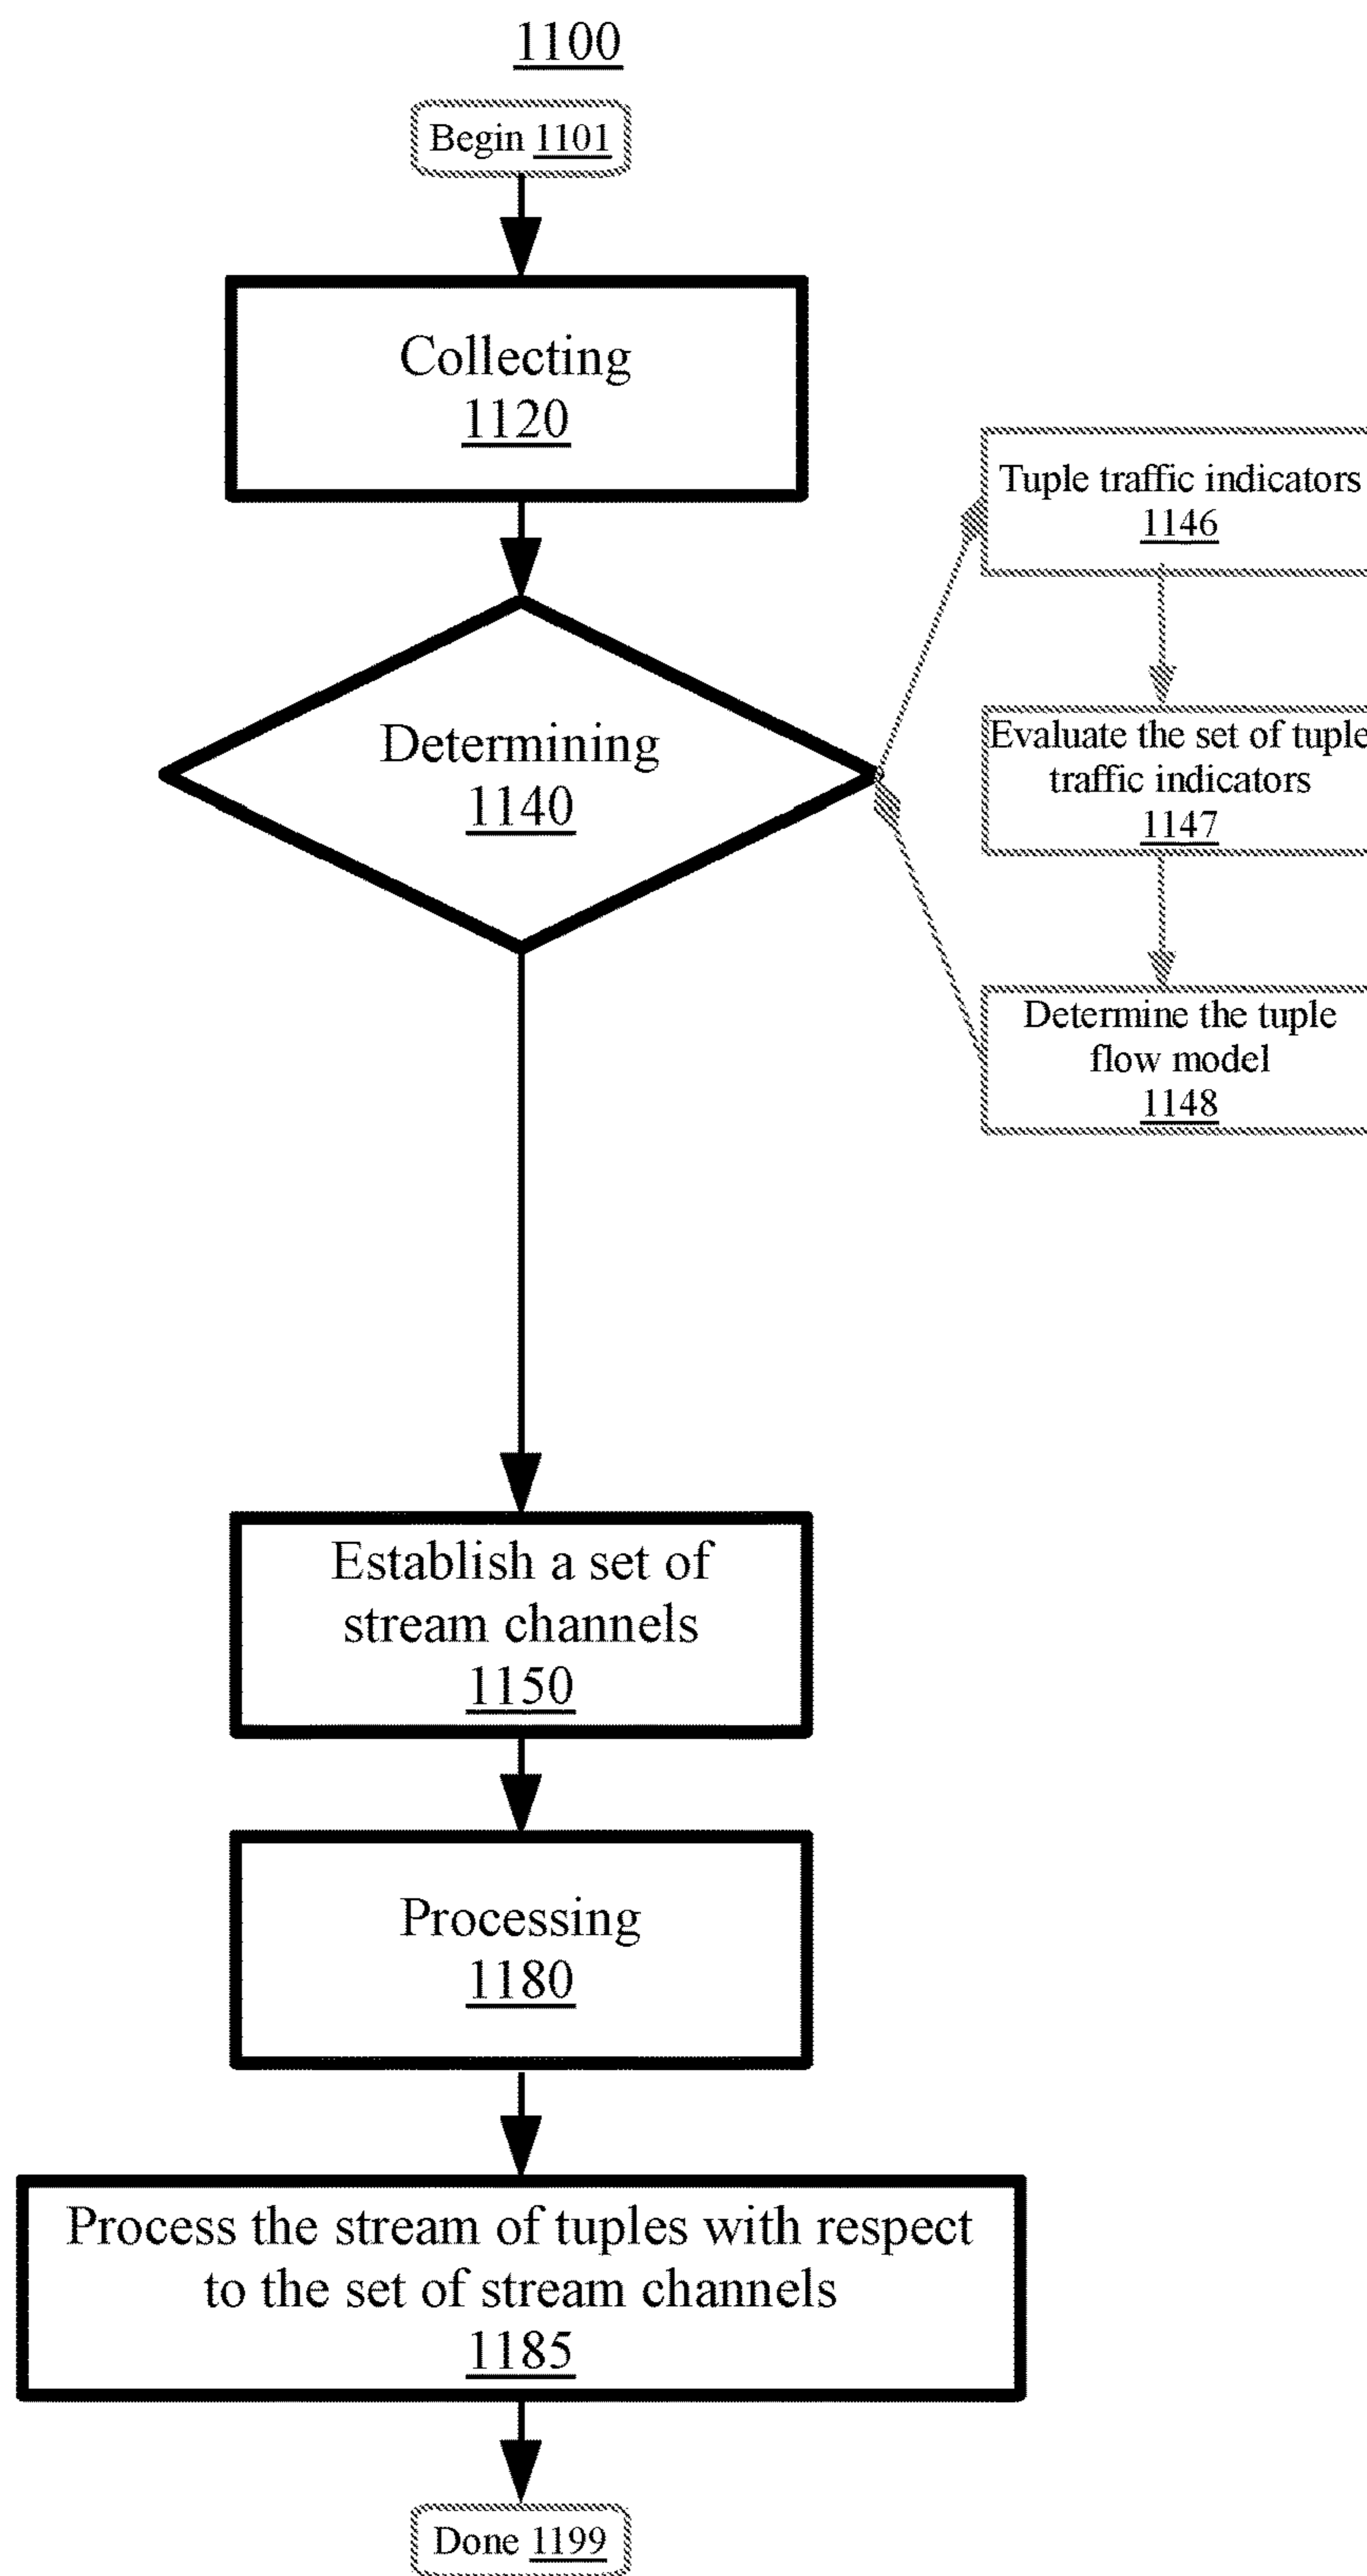 1100
Begin 1101
Collecting
1120
Tuple traffic indicators
1146
Determining
1140
Evaluate the set of tuple
traffic indicators
1147
Determine the tuple
flow model
1148
Establish a set of
stream channels
1150
Processing
1180
Process the stream of tuples with respect
to the set of stream channels
1185
Done 1199